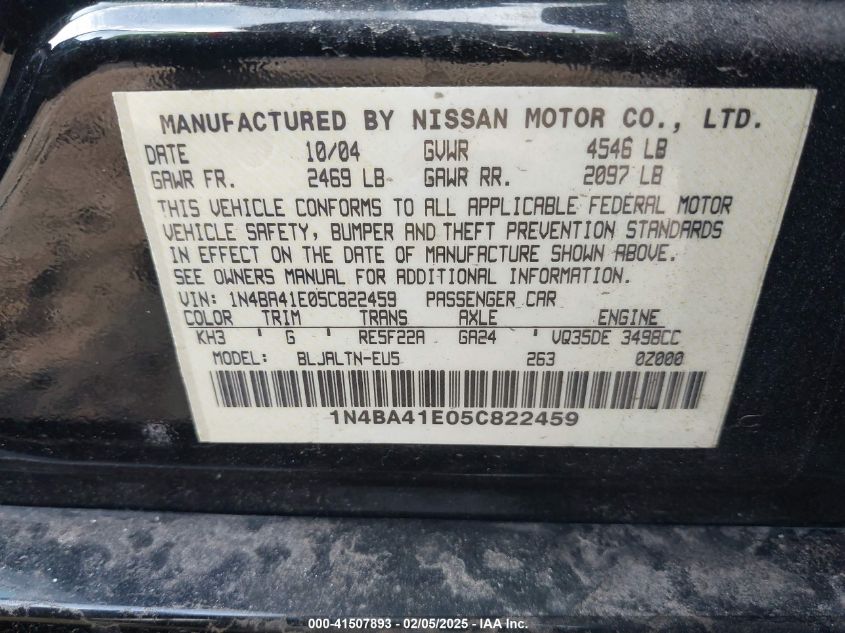 MANUFACTURED BY NISSAN MOTOR CO., LTD.
DATE 10/04 GVWR 4546 LB
GAWR FR. 2469 LB GAWR RR. 2097 LB
THIS VEHICLE CONFORMS TO ALL APPLICABLE FEDERAL MOTOR
VEHICLE SAFETY, BUMPER AND THEFT PREVENTION STANDARDS
IN EFFECT ON THE DATE OF MANUFACTURE SHOWN ABOVE.
SEE OWNERS MANUAL FOR ADDITIONAL INFORMATION.
VIN: 1N4BA41E05C822459 PASSENGER CAR
COLOR TRIM TRANS AXLE ENGINE
KH3 ' G ' RE5F22A GA24 ' VQ35DE 3498CC
MODEL: BLJALTN-EU5 263 0Z000
1N4BA41E05C822459
000-41507893 - 02/05/2025 - IAA Inc.